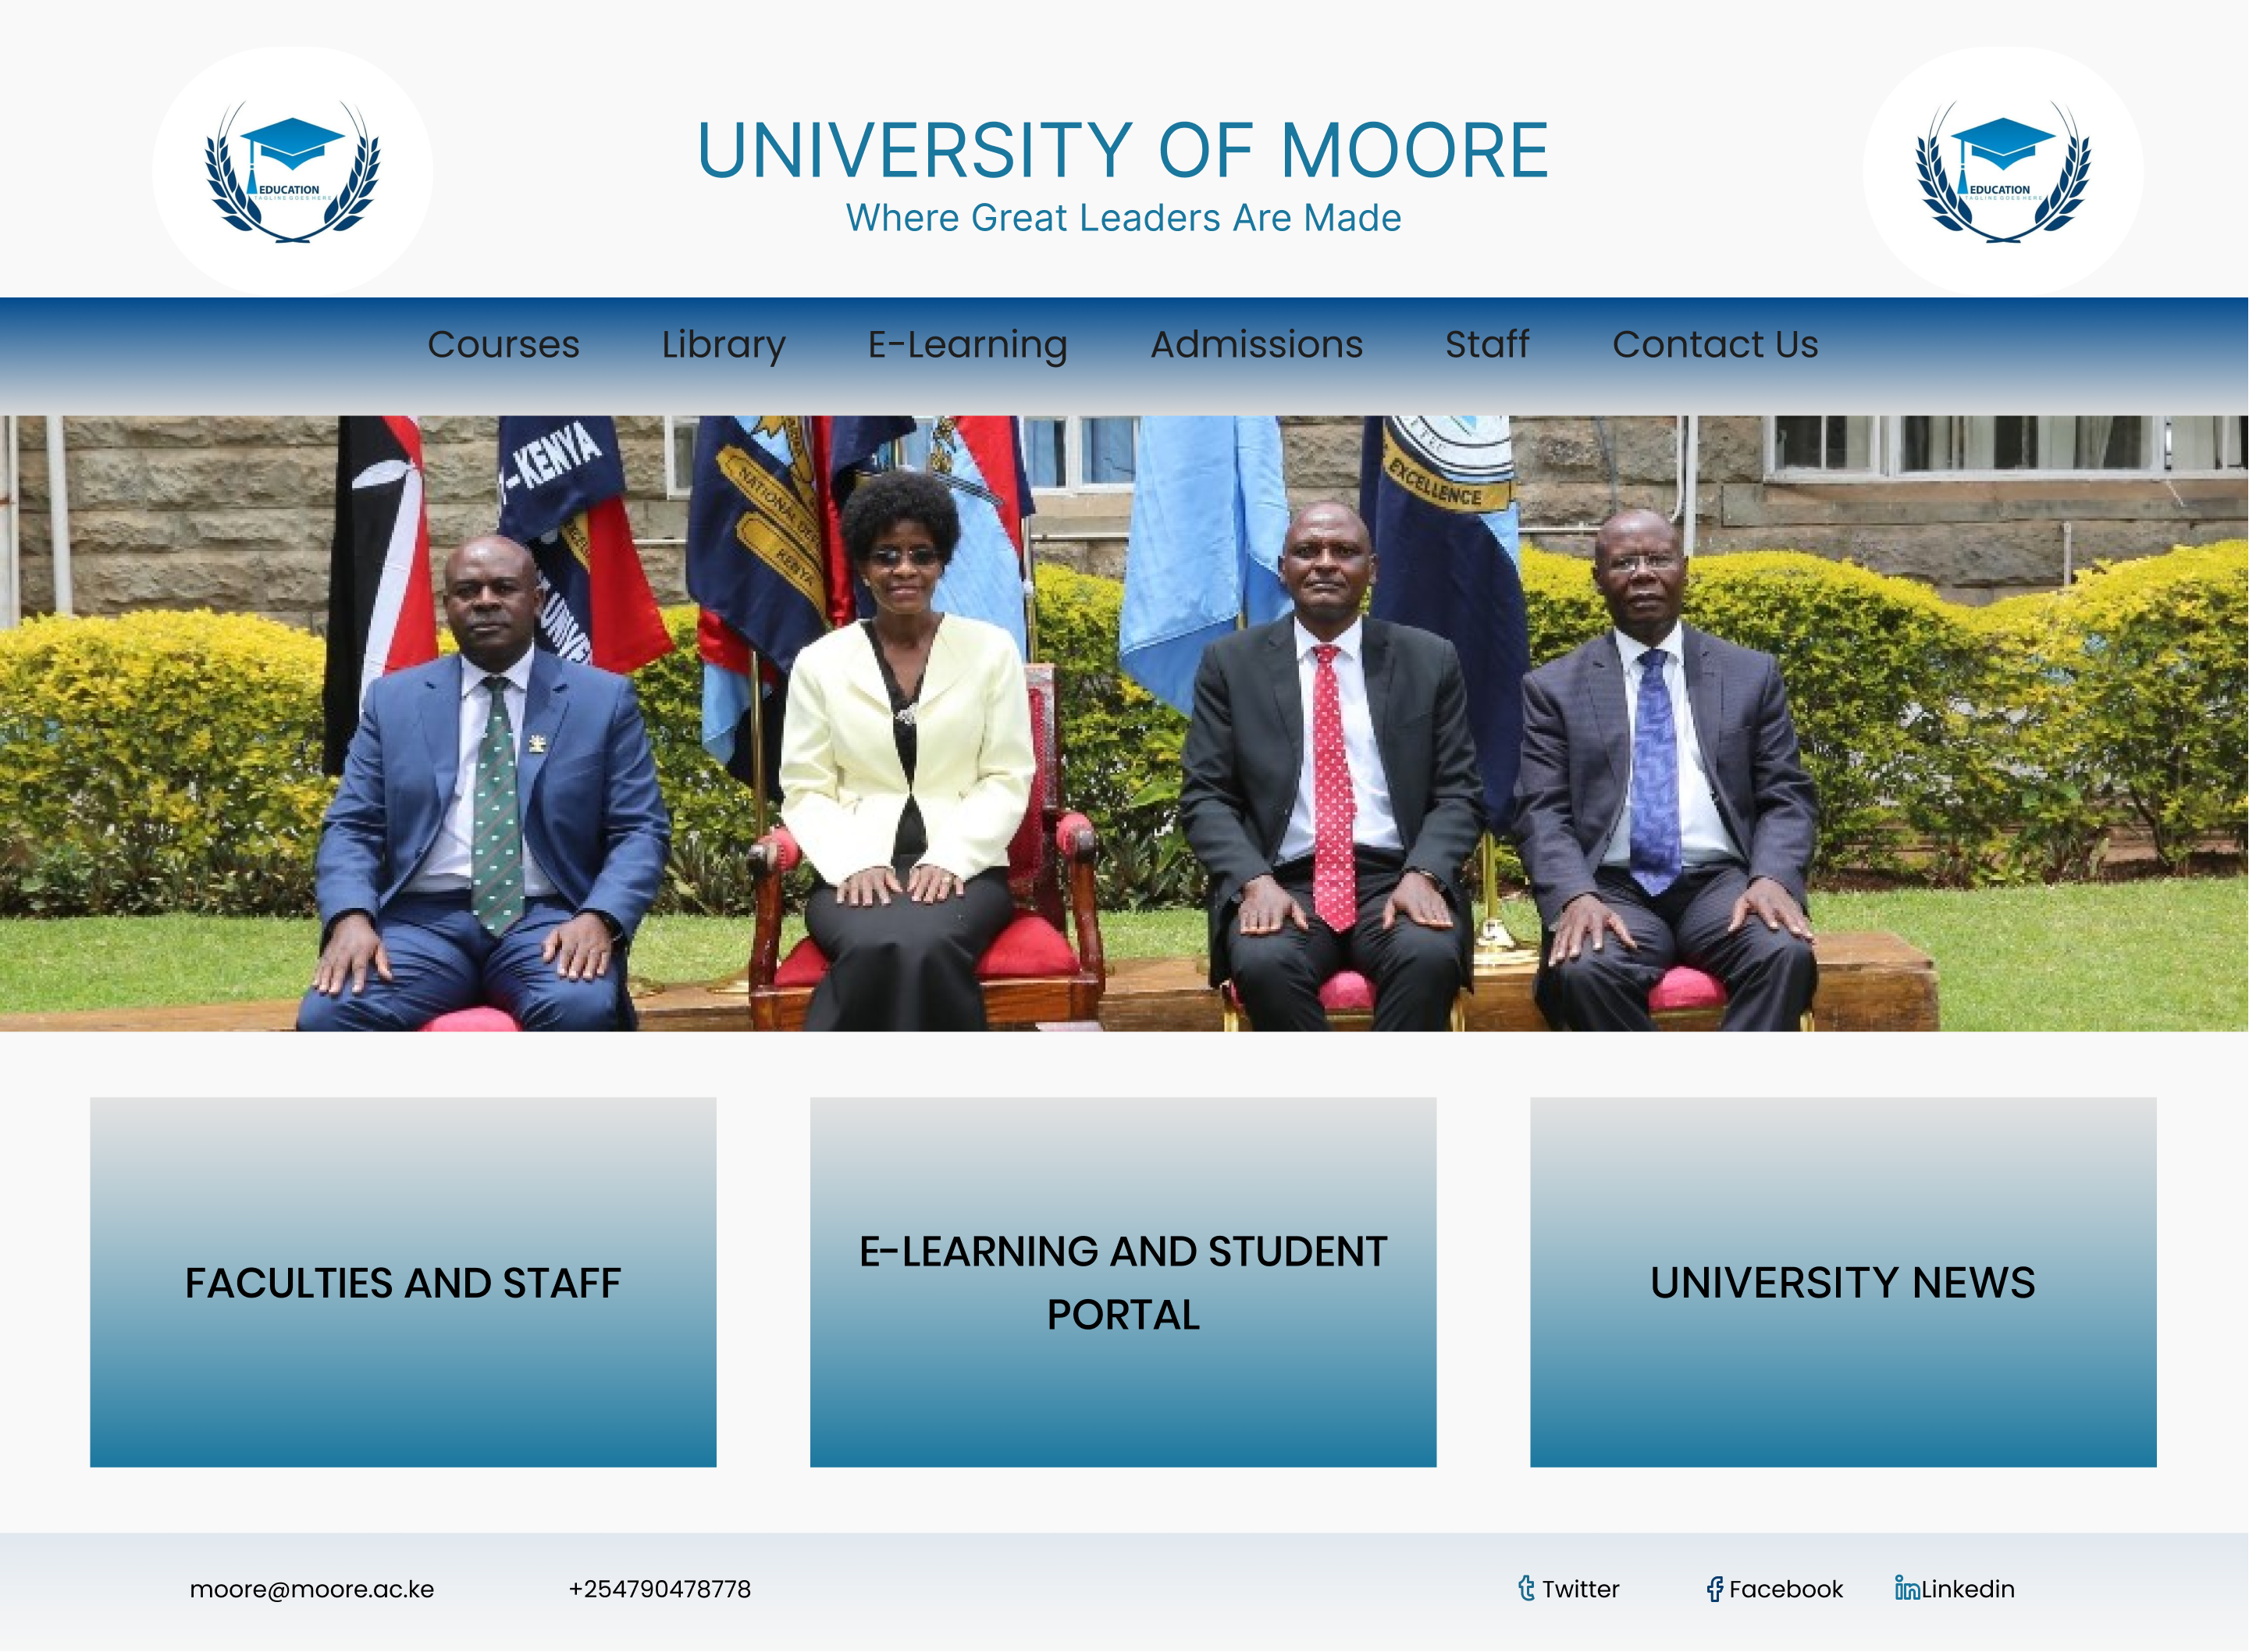 EDUCATION
TAGLINE GOES HERE
UNIVERSITY OF MOORE
Where Great Leaders Are Made
EDUCATION
TAGLINE GOES HERE
Courses
Library
E-Learning
Admissions
Staff
Contact Us
-KENYA
NATIONAL
KENYA
EXCELLENCE
FACULTIES AND STAFF
E-LEARNING AND STUDENT
PORTAL
UNIVERSITY NEWS
moore@moore.ac.ke
+254790478778
Twitter
Facebook
Linkedin